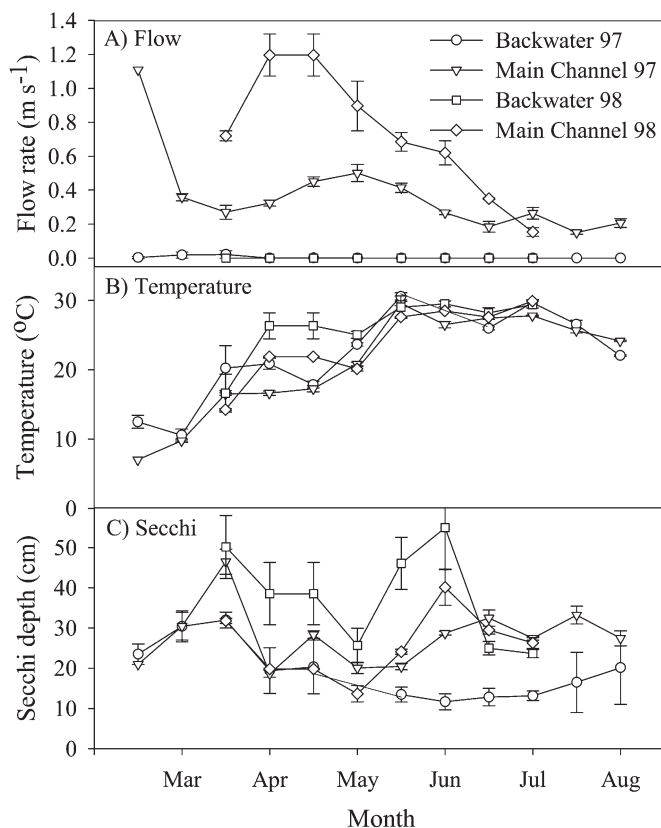 A) Flow
Backwater 97
Main Channel 97
Backwater 98
Main Channel 98
Flow rate (m s-1)
1.4
1.2
1.0
0.8
0.6
0.4
0.2
0.0
B) Temperature
Temperature (oC)
30
20
10
0
C) Secchi
Secchi depth (cm)
50
40
30
20
10
0
Mar Apr May Jun Jul Aug
Month